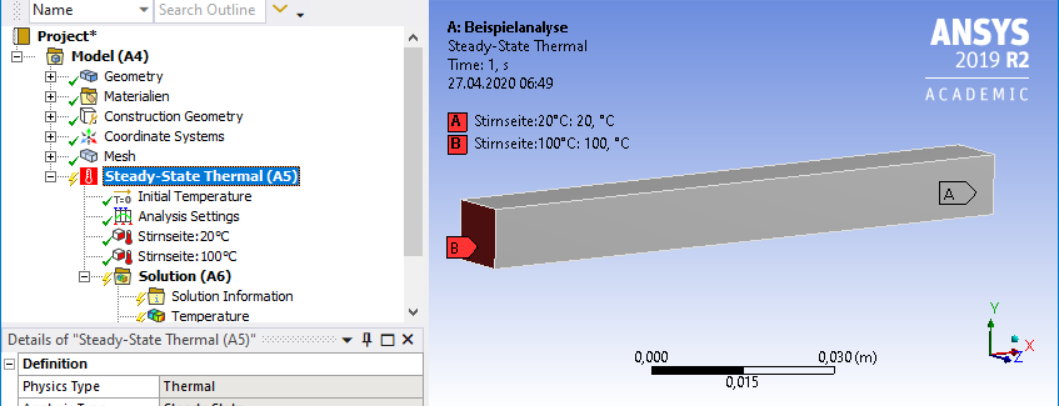 Name
Search Outline
Project*
Model (A4)
Geometry
Materialien
Construction Geometry
Coordinate Systems
Mesh
Steady-State Thermal (A5)
T=0 Initial Temperature
Analysis Settings
Stirnseite:20°C
Stirnseite:100°C
Solution (A6)
Solution Information
Temperature
Details of "Steady-State Thermal (A5)"
Definition
Physics Type Thermal
A: Beispielanalyse
Steady-State Thermal
Time: 1, s
27.04.2020 06:49
A Stirnseite:20°C: 20, °C
B Stirnseite:100°C: 100, °C
ANSYS
2019 R2
ACADEMIC
A
B
0,000 0,030 (m)
0,015
Y
X
Z